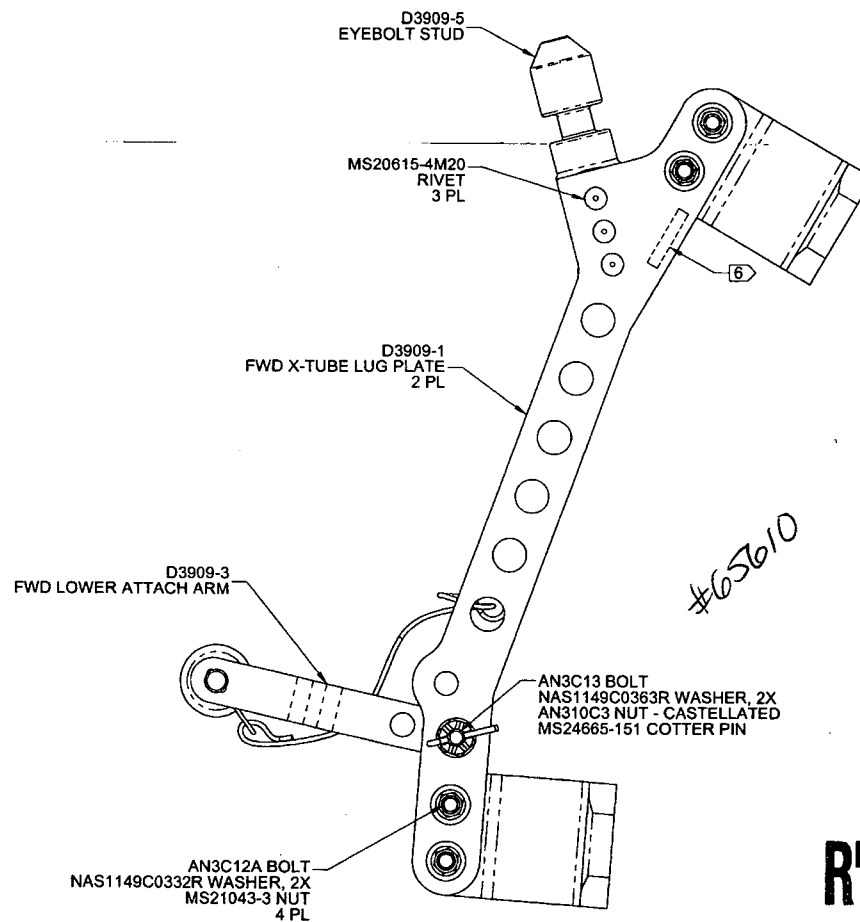 D3909-5
EYEBOLT STUD
MS20615-4M20
RIVET
3 PL
6
D3909-1
FWD X-TUBE LUG PLATE
2 PL
#65610
D3909-3
FWD LOWER ATTACH ARM
AN3C13 BOLT
NAS1149C0363R WASHER, 2X
AN310C3 NUT - CASTELLATED
MS24665-151 COTTER PIN
AN3C12A BOLT
NAS1149C0332R WASHER, 2X
MS21043-3 NUT
4 PL